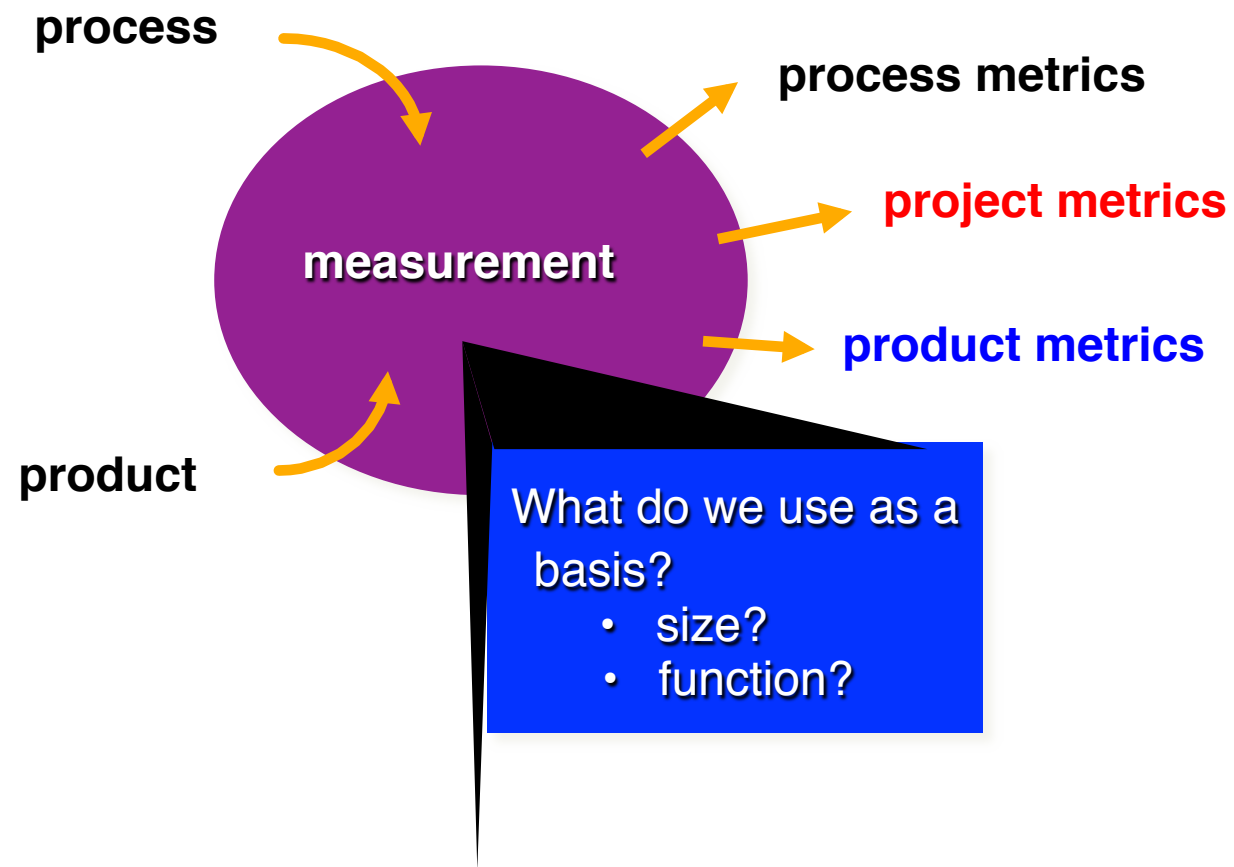 process
process metrics
project metrics
measurement
product metrics
product
What do we use as a
basis?
• size?
• function?